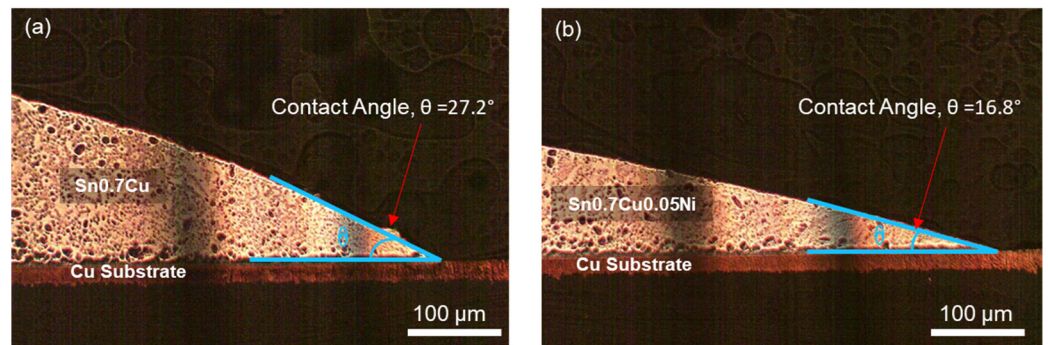 (a)
Contact Angle, θ =27.2°
Sn0.7Cu
θ
Cu Substrate
100 µm
(b)
Contact Angle, θ =16.8°
Sn0.7Cu0.05Ni
θ
Cu Substrate
100 µm